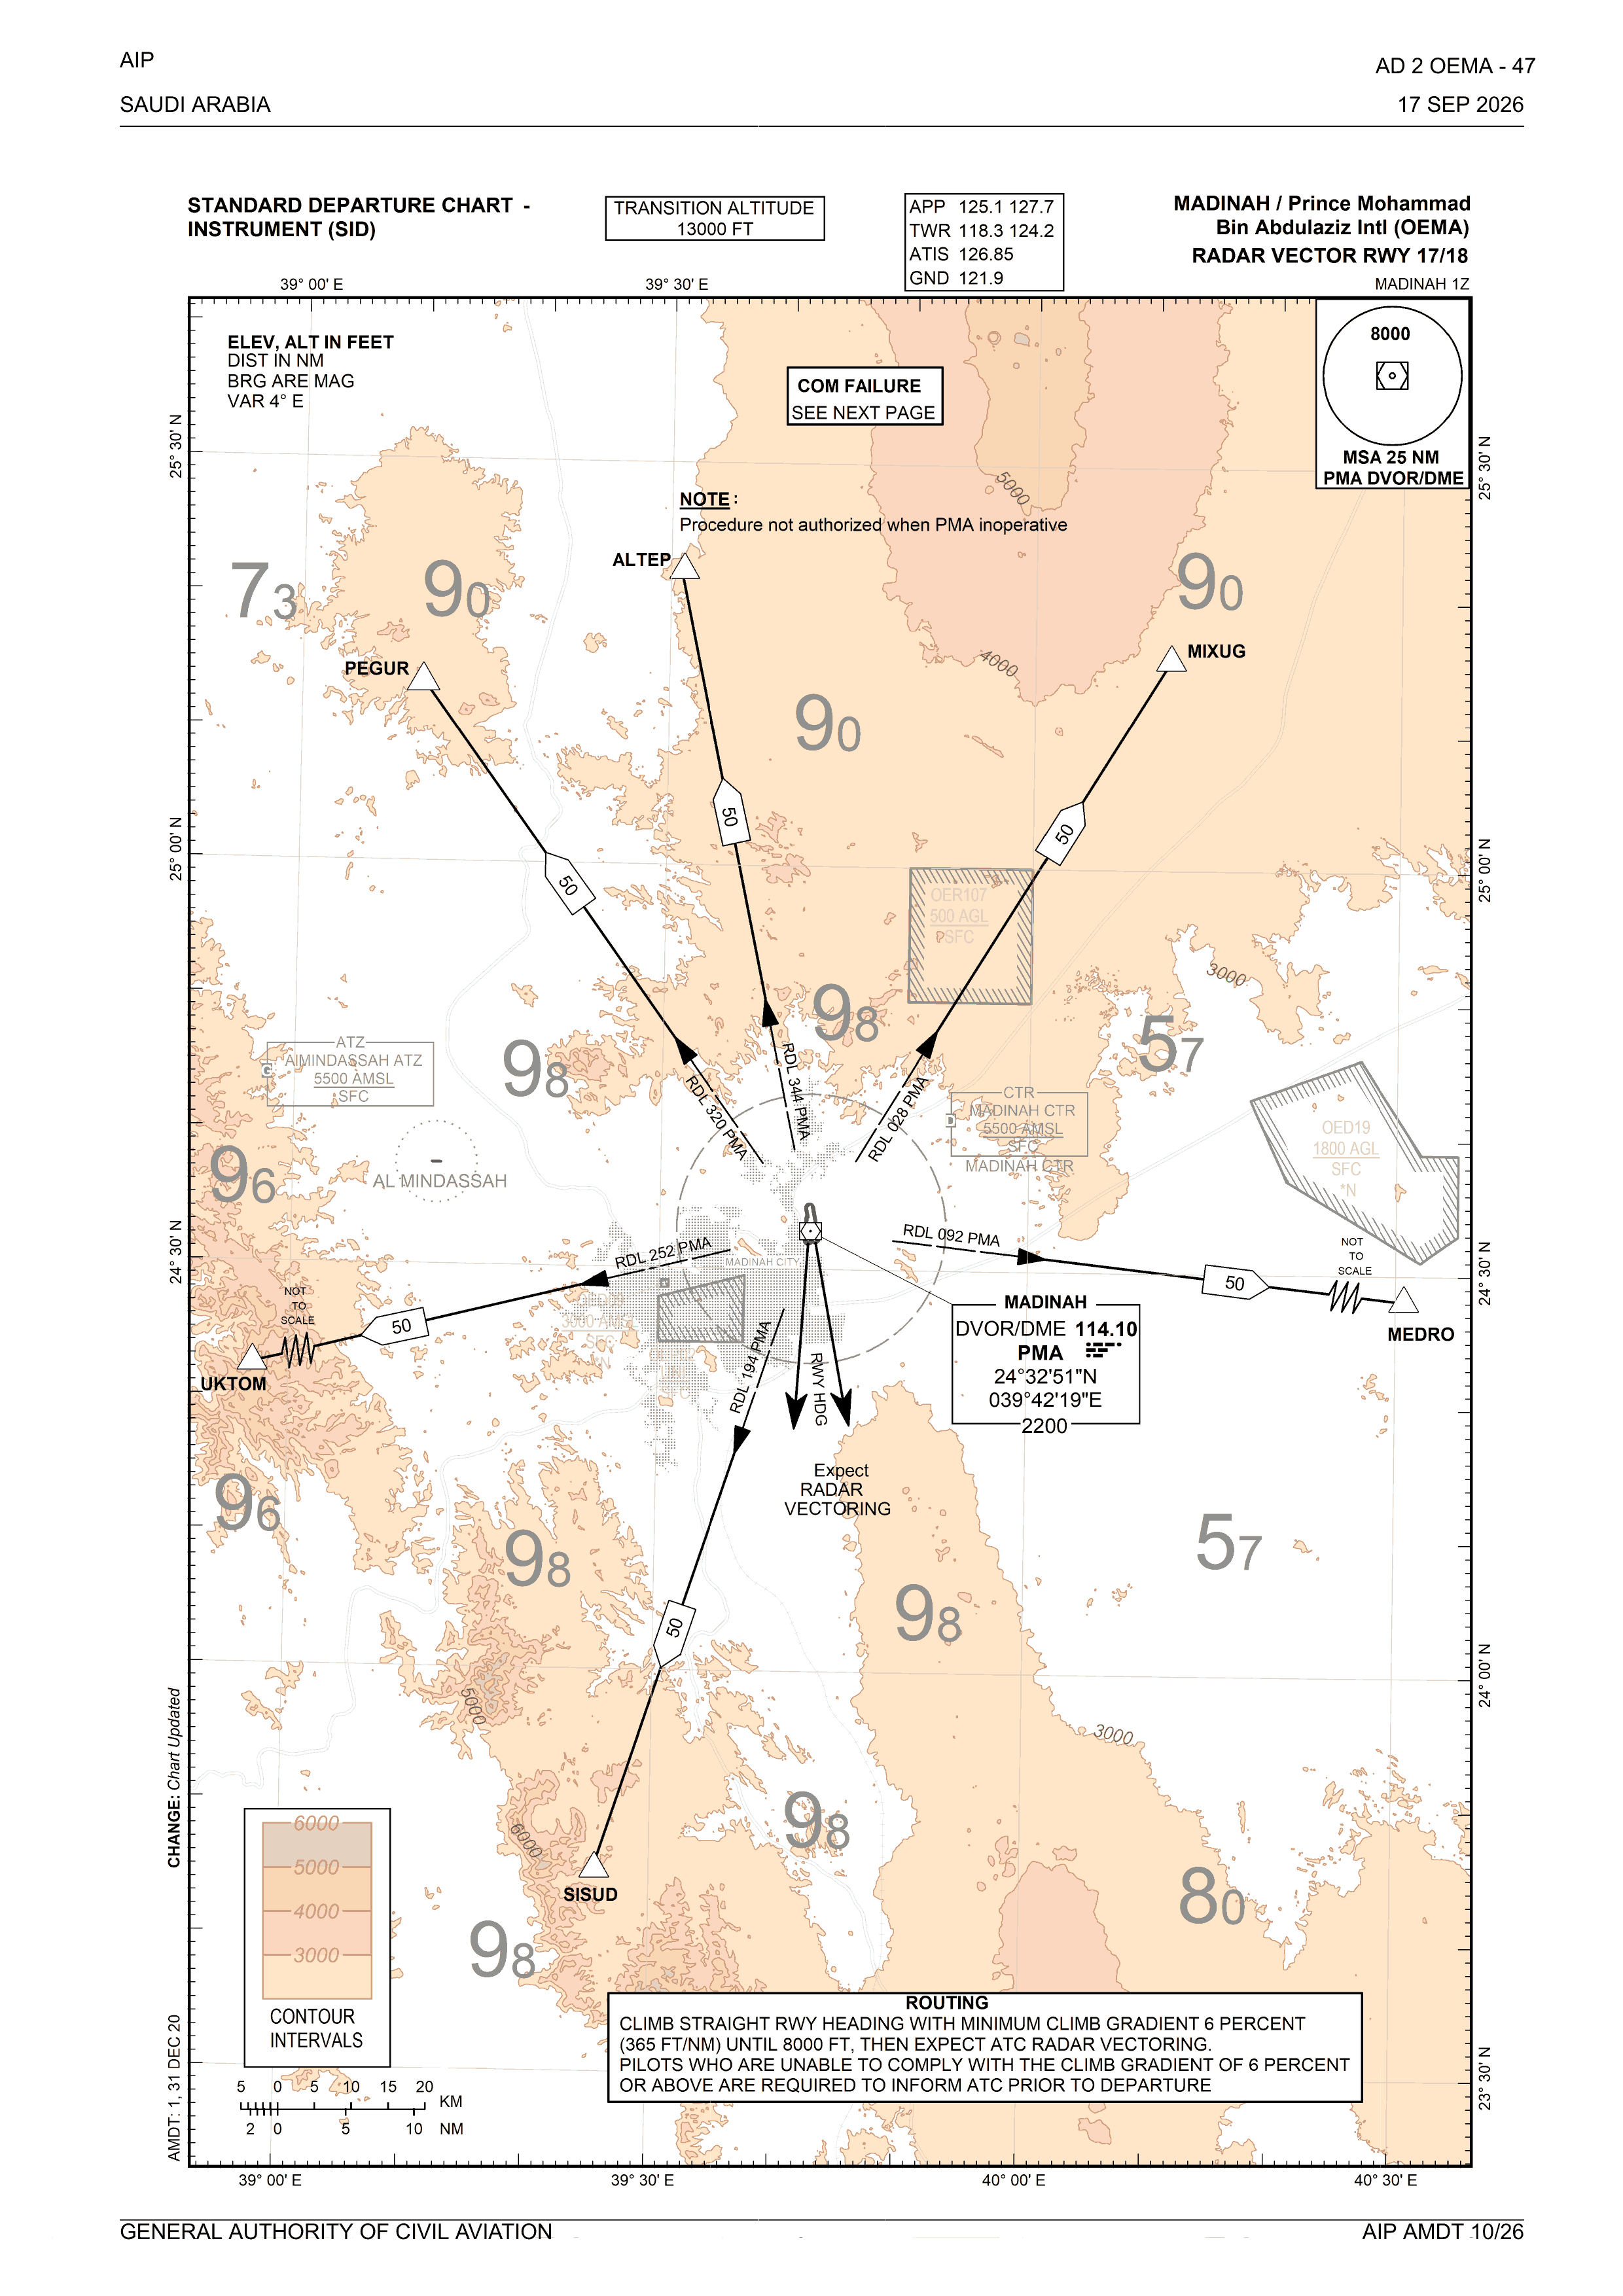 AIP
AD 2 OEMA - 47
SAUDI ARABIA
17 SEP 2026
STANDARD DEPARTURE CHART -
INSTRUMENT (SID)
TRANSITION ALTITUDE
13000 FT
APP 125.1 127.7
TWR 118.3 124.2
ATIS 126.85
GND 121.9
MADINAH / Prince Mohammad
Bin Abdulaziz Intl (OEMA)
RADAR VECTOR RWY 17/18
MADINAH 1Z
39° 00' E
39° 30' E
ELEV, ALT IN FEET
DIST IN NM
BRG ARE MAG
VAR 4° E
COM FAILURE
SEE NEXT PAGE
8000
MSA 25 NM
PMA DVOR/DME
25° 30' N
25° 30' N
5000
NOTE :
Procedure not authorized when PMA inoperative
ALTEP
73
90
90
PEGUR
MIXUG
4000
90
50
50
50
25° 00' N
25° 00' N
OER107
500 AGL
SFC
3000
98
98
57
ATZ
AlMINDASSAH ATZ
5500 AMSL
SFC
G
RDL 320 PMA
RDL 344 PMA
RDL 028 PMA
CTR
MADINAH CTR
5500 AMSL
SFC
MADINAH CTR
D
OED19
1800 AGL
SFC
*N
96
AL MINDASSAH
24° 30' N
24° 30' N
RDL 252 PMA
MADINAH CITY
RDL 092 PMA
NOT
TO
SCALE
50
MEDRO
NOT
TO
SCALE
50
UKTOM
3000 AMSL
SFC
*N
RDL 194 PMA
RWY HDG
MADINAH
DVOR/DME 114.10
PMA
24°32'51"N
039°42'19"E
2200
Expect
RADAR
VECTORING
96
98
57
98
50
24° 00' N
5000
3000
CHANGE: Chart Updated
98
6000
SISUD
80
98
6000
5000
4000
3000
CONTOUR
INTERVALS
ROUTING
CLIMB STRAIGHT RWY HEADING WITH MINIMUM CLIMB GRADIENT 6 PERCENT
(365 FT/NM) UNTIL 8000 FT, THEN EXPECT ATC RADAR VECTORING.
PILOTS WHO ARE UNABLE TO COMPLY WITH THE CLIMB GRADIENT OF 6 PERCENT
OR ABOVE ARE REQUIRED TO INFORM ATC PRIOR TO DEPARTURE
23° 30' N
AMDT: 1, 31 DEC 20
5 0 5 10 15 20 KM
2 0 5 10 NM
39° 00' E
39° 30' E
40° 00' E
40° 30' E
GENERAL AUTHORITY OF CIVIL AVIATION
AIP AMDT 10/26